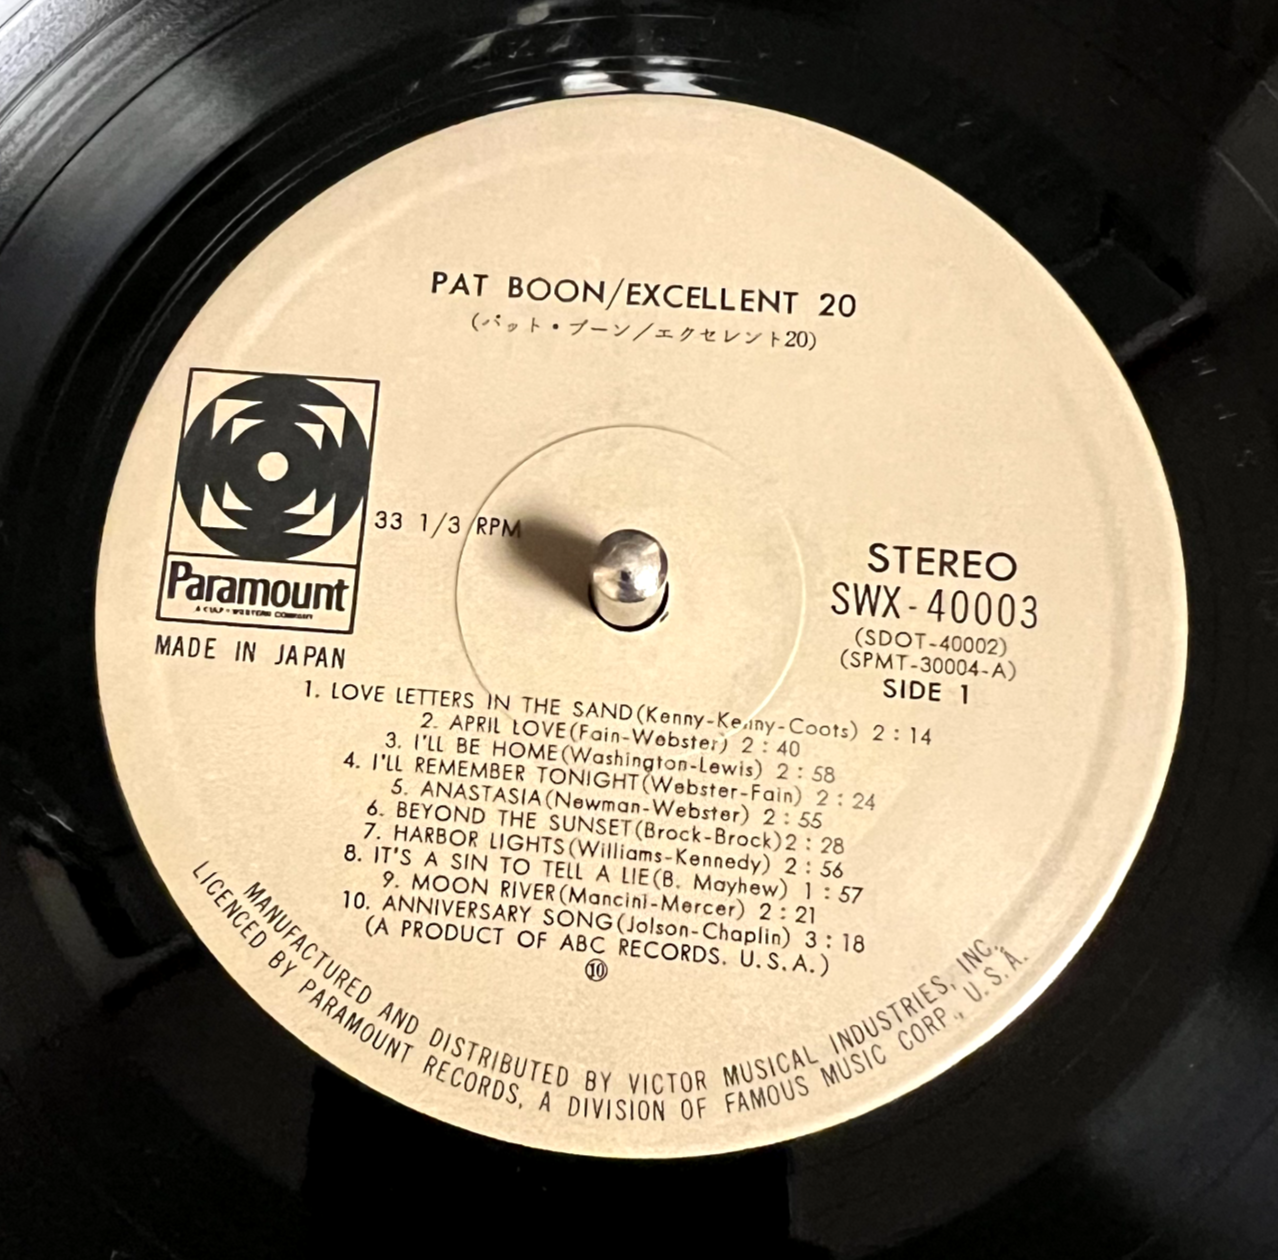 PAT BOON/EXCELLENT 20
(パット・ブーン/エクセレント20)
33 1/3 RPM
Paramount
A GULF+WESTERN COMPANY
MADE IN JAPAN
STEREO
SWX-40003
(SDOT-40002)
(SPMT-30004-A)
SIDE 1
1. LOVE LETTERS IN THE SAND(Kenny-Kenny-Coots) 2:14
2. APRIL LOVE(Fain-Webster) 2:40
3. I'LL BE HOME(Washington-Lewis) 2:58
4. I'LL REMEMBER TONIGHT(Webster-Fain) 2:24
5. ANASTASIA(Newman-Webster) 2:55
6. BEYOND THE SUNSET(Brock-Brock)2:28
7. HARBOR LIGHTS(Williams-Kennedy) 2:56
8. IT'S A SIN TO TELL A LIE(B. Mayhew) 1:57
9. MOON RIVER(Mancini-Mercer) 2:21
10. ANNIVERSARY SONG(Jolson-Chaplin) 3:18
(A PRODUCT OF ABC RECORDS. U.S.A.)
⑩
MANUFACTURED AND DISTRIBUTED BY VICTOR MUSICAL INDUSTRIES, INC.,
LICENCED BY PARAMOUNT RECORDS, A DIVISION OF FAMOUS MUSIC CORP., U.S.A.